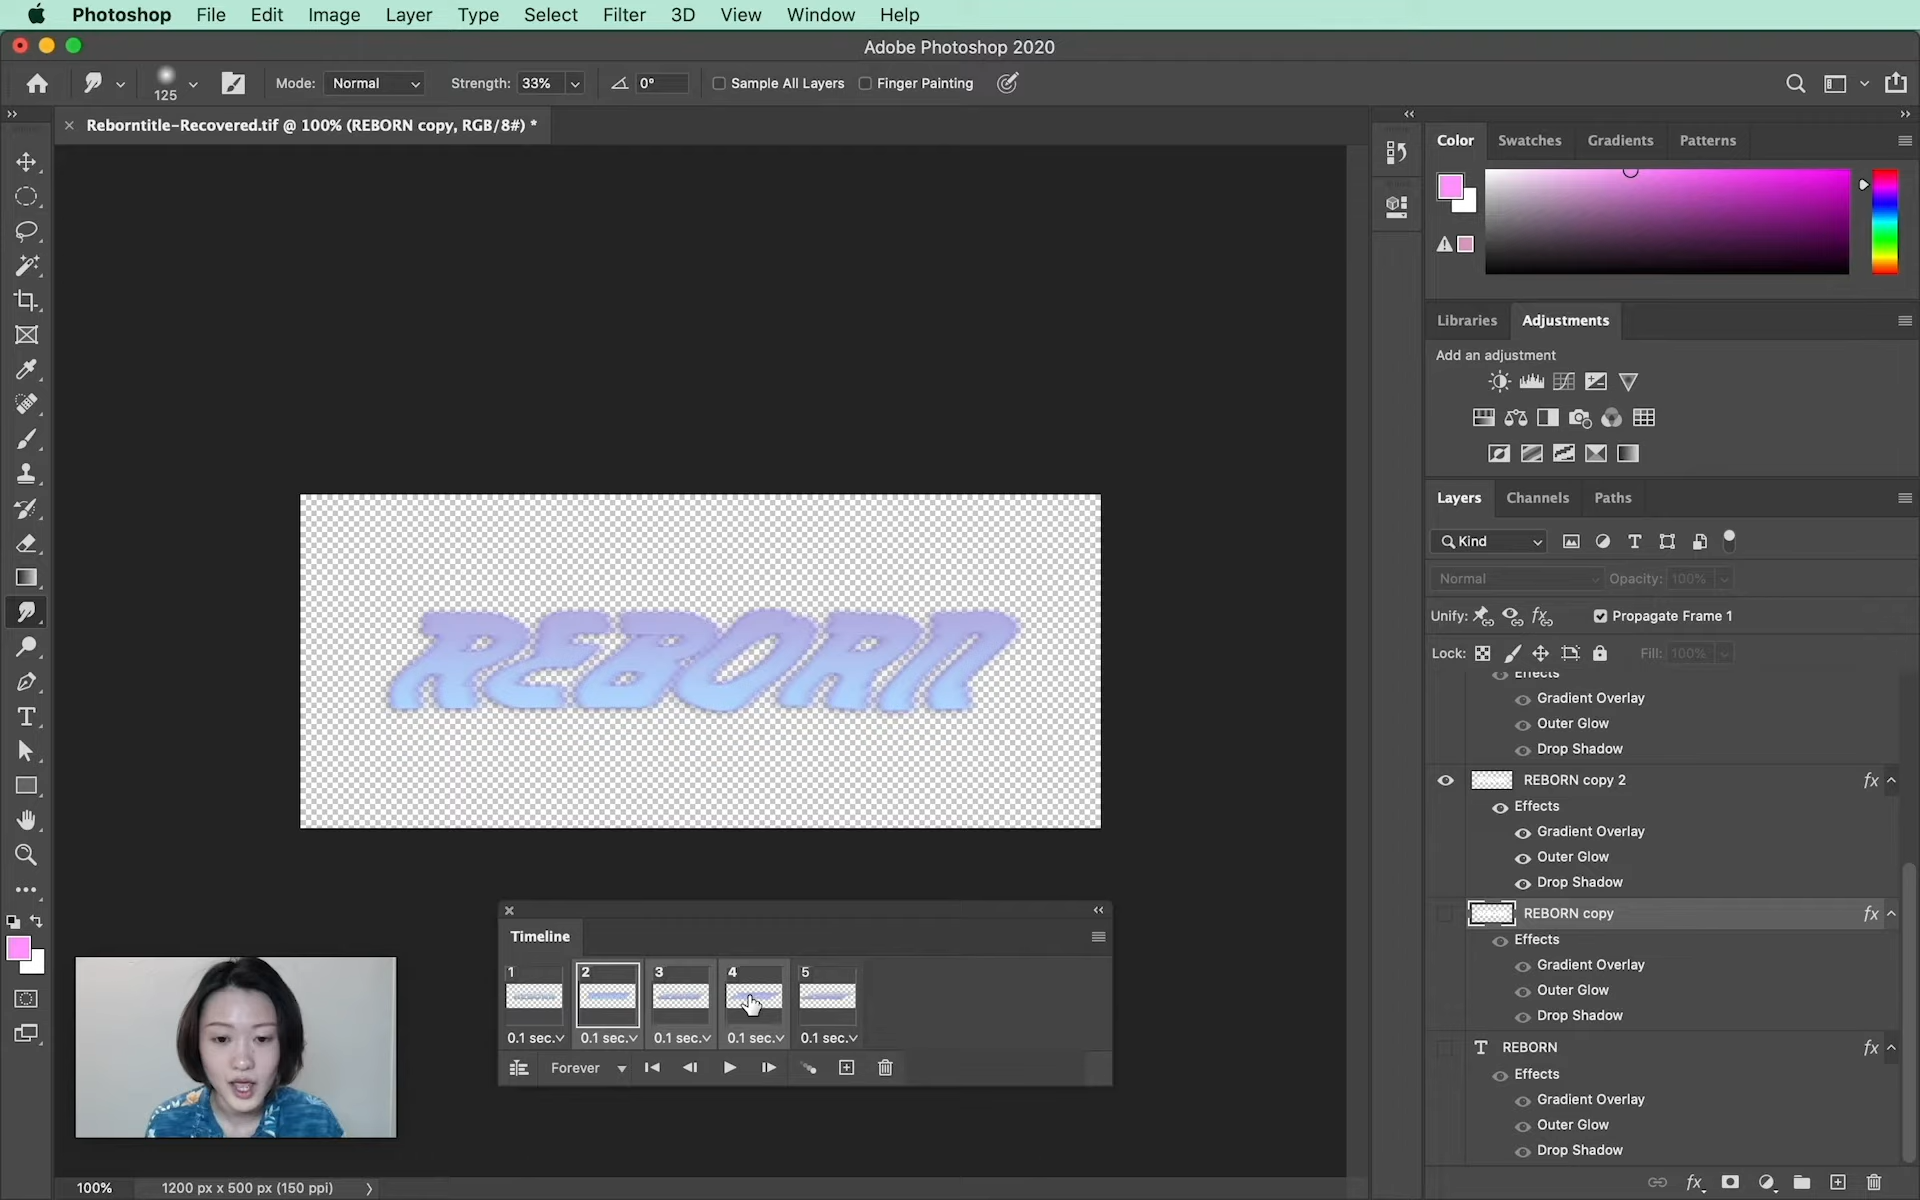 Photoshop File Edit Image Layer Type Select Filter 3D View Window Help
Adobe Photoshop 2020
125 Mode: Normal Strength: 33% 0° Sample All Layers Finger Painting
Reborntitle-Recovered.tif @ 100% (REBORN copy, RGB/8#) *
REBORN
Timeline
1 2 3 4 5
0.1 sec. 0.1 sec. 0.1 sec. 0.1 sec. 0.1 sec.
Forever
100% 1200 px x 500 px (150 ppi)
Color Swatches Gradients Patterns
Libraries Adjustments
Add an adjustment
Layers Channels Paths
Kind
Normal Opacity: 100%
Unify: Propagate Frame 1
Lock: Fill: 100%
Effects
Gradient Overlay
Outer Glow
Drop Shadow
REBORN copy 2 fx
Effects
Gradient Overlay
Outer Glow
Drop Shadow
REBORN copy fx
Effects
Gradient Overlay
Outer Glow
Drop Shadow
T REBORN fx
Effects
Gradient Overlay
Outer Glow
Drop Shadow
fx